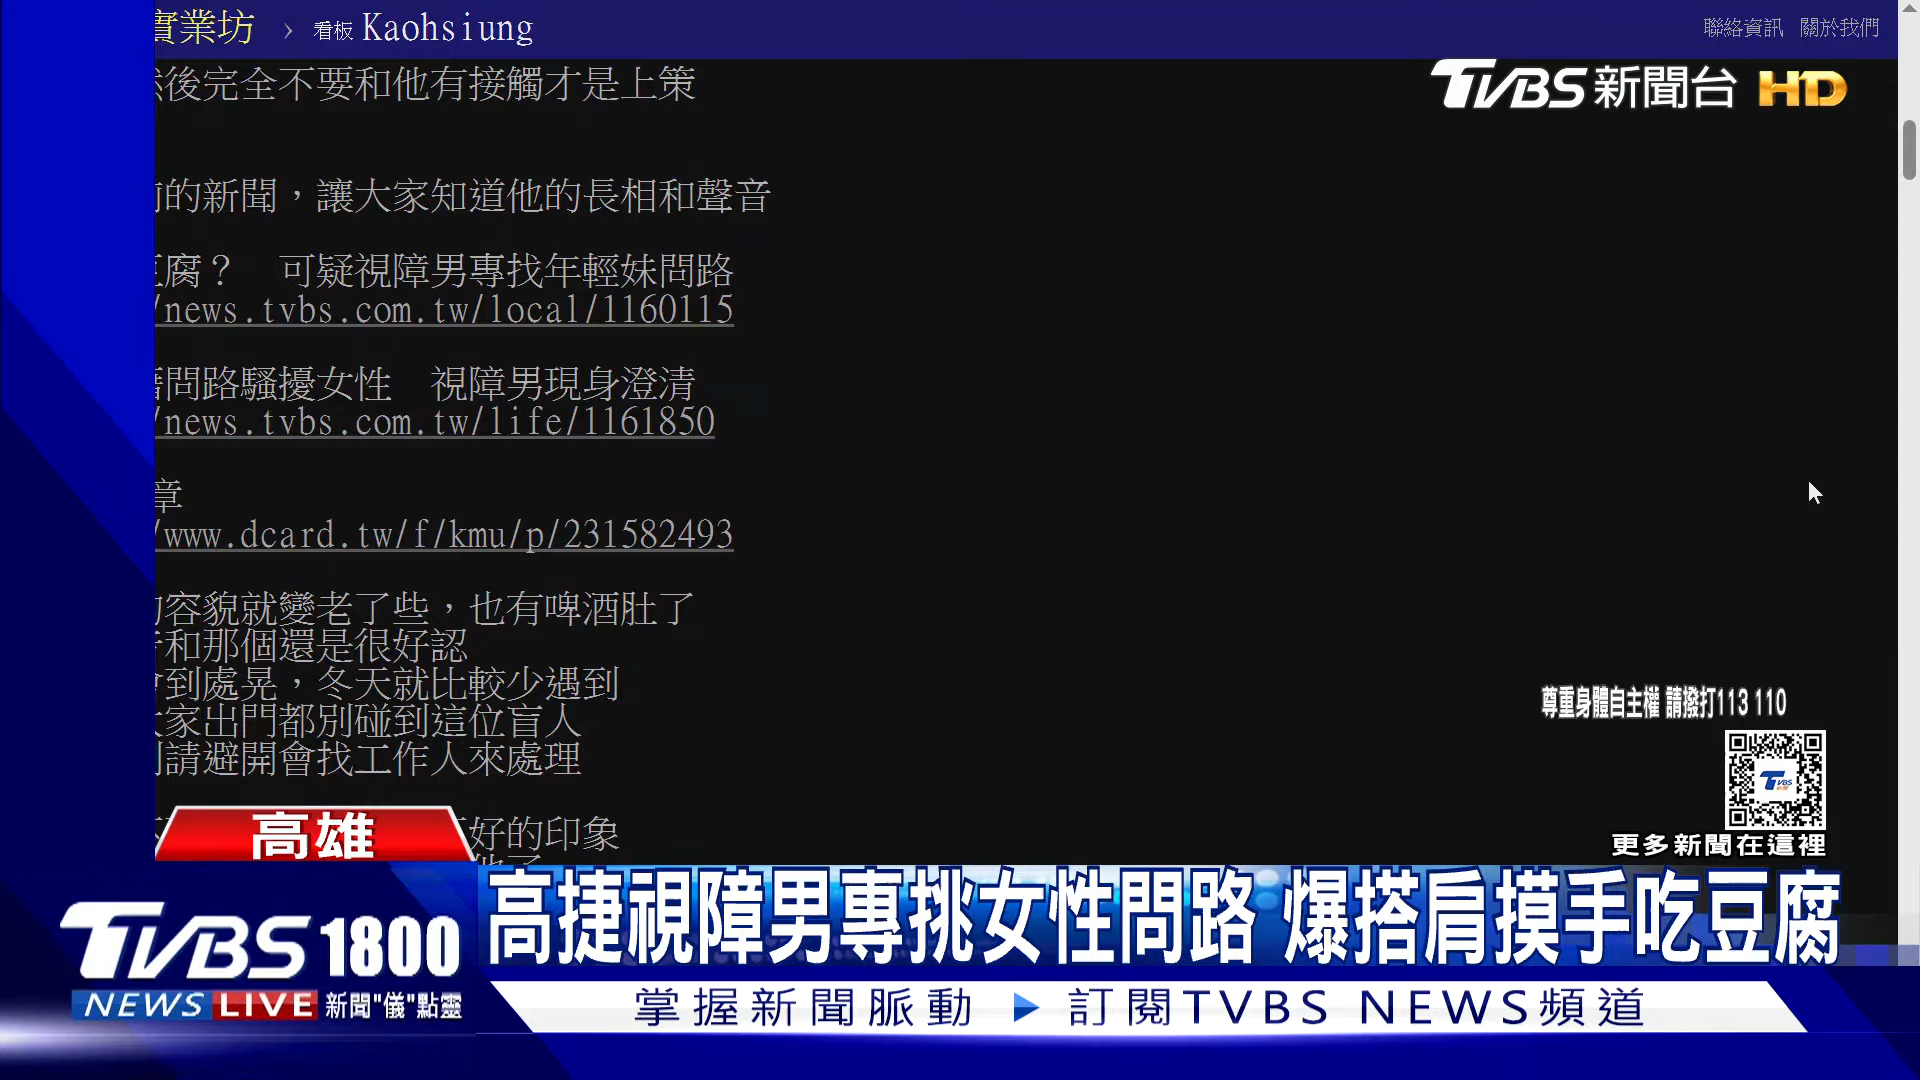 實業坊 › 看板 Kaohsiung
聯絡資訊 關於我們
後完全不要和他有接觸才是上策
TVBS新聞台 HD
的新聞，讓大家知道他的長相和聲音
腐？ 可疑視障男專找年輕妹問路
/news.tvbs.com.tw/local/1160115
問路騷擾女性 視障男現身澄清
/news.tvbs.com.tw/life/1161850
章
/www.dcard.tw/f/kmu/p/231582493
容貌就變老了些，也有啤酒肚了
和那個還是很好認
到處晃，冬天就比較少遇到
家出門都別碰到這位盲人
請避開會找工作人來處理
好的印象
尊重身體自主權 請撥打113 110
TVBS
更多新聞在這裡
高雄
高捷視障男專挑女性問路 爆搭肩摸手吃豆腐
TVBS 1800
NEWS LIVE 新聞"儀"點靈
掌握新聞脈動 ▶ 訂閱TVBS NEWS頻道